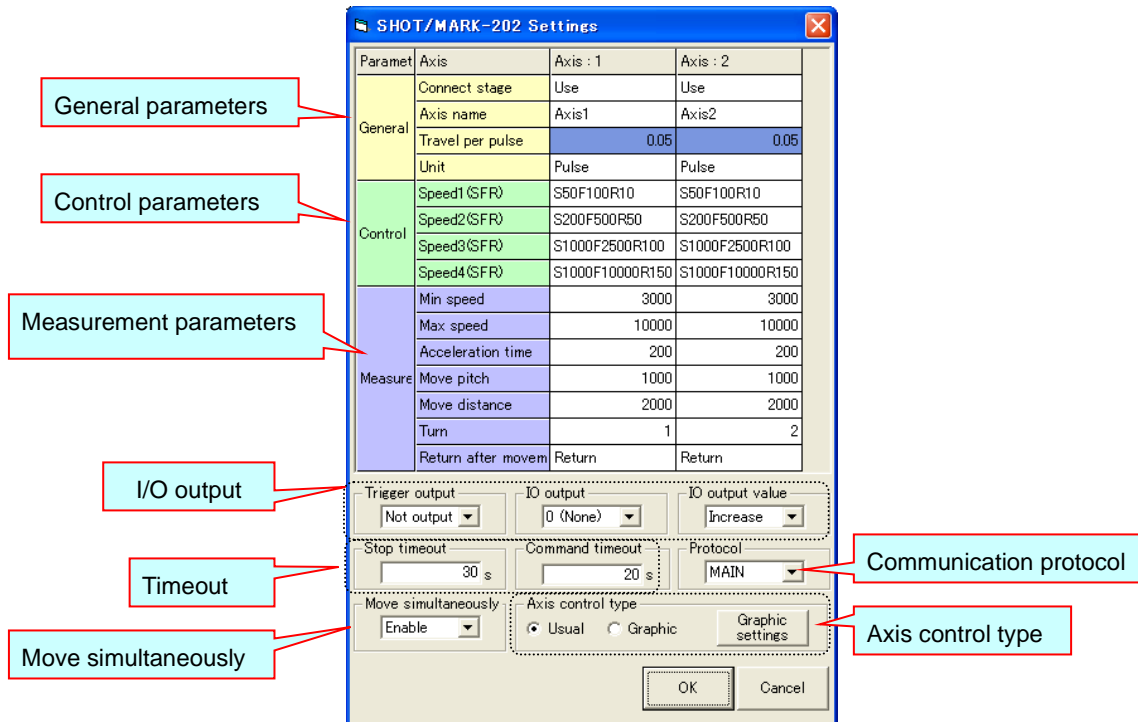 SHOT/MARK-202 Settings
Paramet Axis Axis : 1 Axis : 2
General parameters
General
Connect stage Use Use
Axis name Axis1 Axis2
Travel per pulse 0.05 0.05
Unit Pulse Pulse
Control parameters
Control
Speed1(SFR) S50F100R10 S50F100R10
Speed2(SFR) S200F500R50 S200F500R50
Speed3(SFR) S1000F2500R100 S1000F2500R100
Speed4(SFR) S1000F10000R150 S1000F10000R150
Measurement parameters
Measure
Min speed 3000 3000
Max speed 10000 10000
Acceleration time 200 200
Move pitch 1000 1000
Move distance 2000 2000
Turn 1 2
Return after movem Return Return
I/O output
Trigger output IO output IO output value
Not output 0 (None) Increase
Timeout
Stop timeout Command timeout Protocol
30 s 20 s MAIN
Communication protocol
Move simultaneously
Move simultaneously Axis control type
Enable Usual Graphic Graphic
settings
Axis control type
OK Cancel